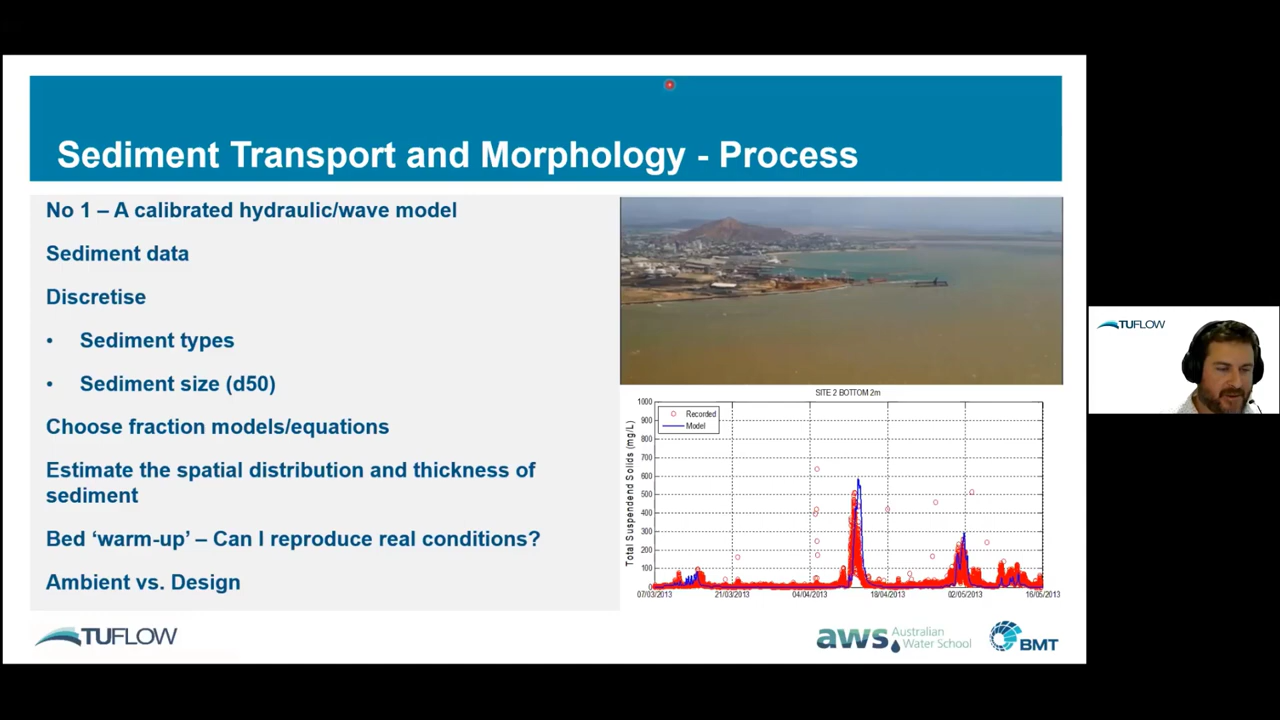 Sediment Transport and Morphology - Process
No 1 – A calibrated hydraulic/wave model
Sediment data
Discretise
• Sediment types
• Sediment size (d50)
Choose fraction models/equations
Estimate the spatial distribution and thickness of
sediment
Bed ‘warm-up’ – Can I reproduce real conditions?
Ambient vs. Design
SITE 2 BOTTOM 2m
Total Suspendend Solids (mg/L)
1000
900
800
700
600
500
400
300
200
100
0
Recorded
Model
07/03/2013 21/03/2013 04/04/2013 18/04/2013 02/05/2013 16/05/2013
TUFLOW
aws Australian
Water School
BMT
TUFLOW